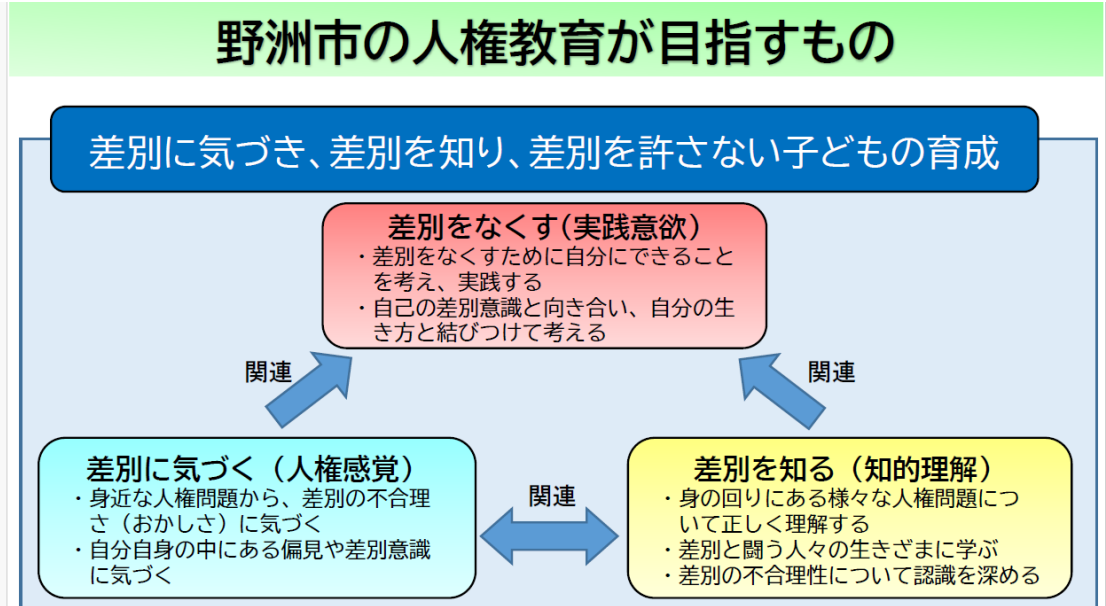 野洲市の人権教育が目指すもの
差別に気づき、差別を知り、差別を許さない子どもの育成
差別をなくす(実践意欲)
・差別をなくすために自分にできること
を考え、実践する
・自己の差別意識と向き合い、自分の生
き方と結びつけて考える
関連
関連
差別に気づく（人権感覚）
・身近な人権問題から、差別の不合理
さ（おかしさ）に気づく
・自分自身の中にある偏見や差別意識
に気づく
関連
差別を知る（知的理解）
・身の回りにある様々な人権問題につ
いて正しく理解する
・差別と闘う人々の生きざまに学ぶ
・差別の不合理性について認識を深める